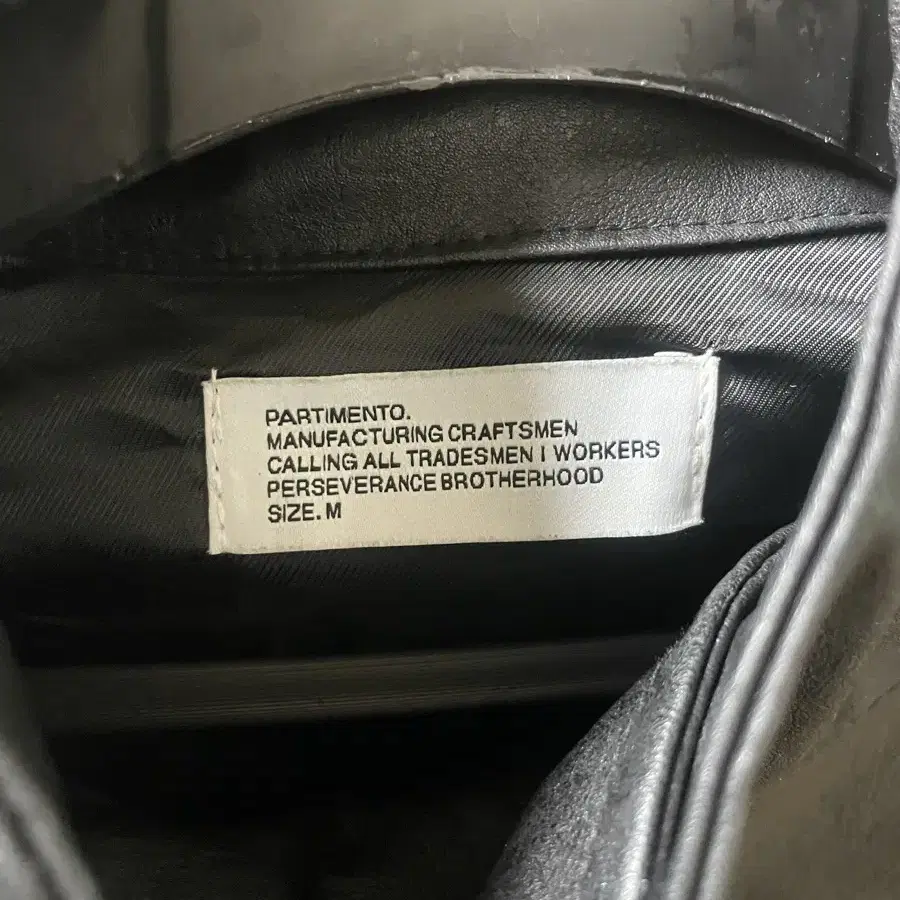 PARTIMENTO.
MANUFACTURING CRAFTSMEN
CALLING ALL TRADESMEN I WORKERS
PERSEVERANCE BROTHERHOOD
SIZE. M